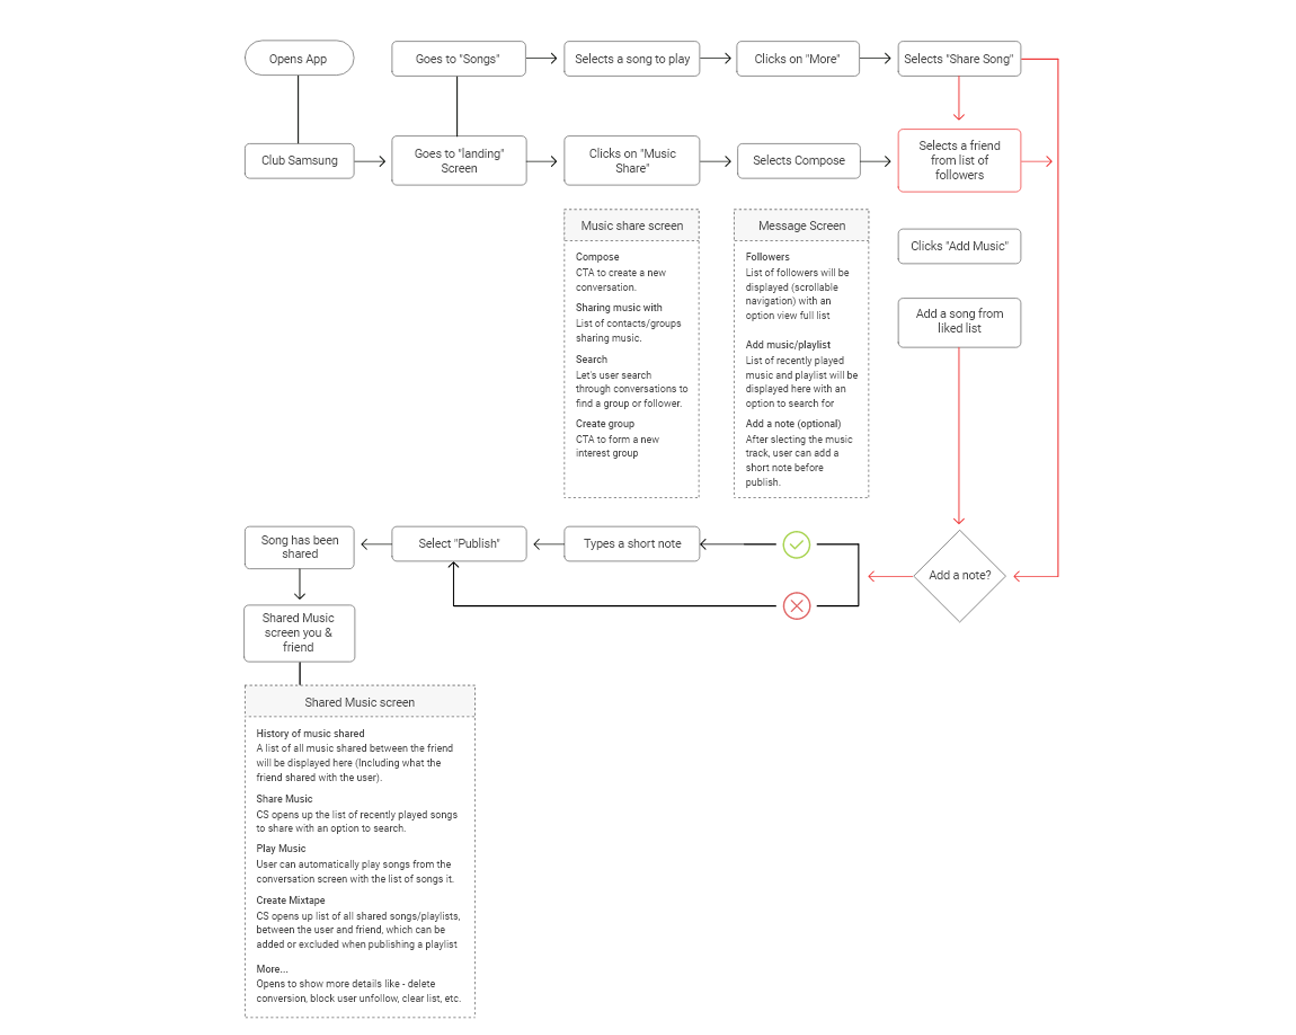 Opens App
Goes to "Songs"
Selects a song to play
Clicks on "More"
Selects "Share Song"
Club Samsung
Goes to "landing"
Screen
Clicks on "Music
Share"
Selects Compose
Selects a friend
from list of
followers
Music share screen
Compose
CTA to create a new
conversation.
Sharing music with
List of contacts/groups
sharing music.
Search
Let's user search
through conversations to
find a group or follower.
Create group
CTA to form a new
interest group
Message Screen
Followers
List of followers will be
displayed (scrollable
navigation) with an
option view full list
Add music/playlist
List of recently played
music and playlist will be
displayed here with an
option to search for
Add a note (optional)
After slecting the music
track, user can add a
short note before
publish.
Clicks "Add Music"
Add a song from
liked list
Add a note?
Types a short note
Select "Publish"
Song has been
shared
Shared Music
screen you &
friend
Shared Music screen
History of music shared
A list of all music shared between the friend
will be displayed here (Including what the
friend shared with the user).
Share Music
CS opens up the list of recently played songs
to share with an option to search.
Play Music
User can automatically play songs from the
conversation screen with the list of songs it.
Create Mixtape
CS opens up list of all shared songs/playlists,
between the user and friend, which can be
added or excluded when publishing a playlist
More...
Opens to show more details like - delete
conversion, block user unfollow, clear list, etc.